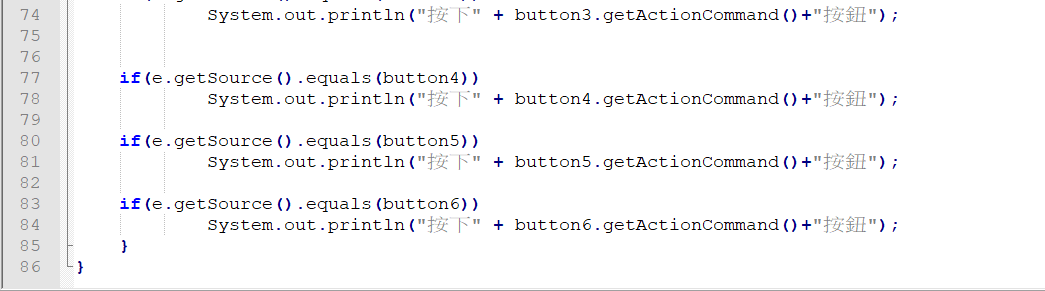 74 System.out.println("按下" + button3.getActionCommand()+"按鈕");
75
76
77 if(e.getSource().equals(button4))
78 System.out.println("按下" + button4.getActionCommand()+"按鈕");
79
80 if(e.getSource().equals(button5))
81 System.out.println("按下" + button5.getActionCommand()+"按鈕");
82
83 if(e.getSource().equals(button6))
84 System.out.println("按下" + button6.getActionCommand()+"按鈕");
85 }
86 }